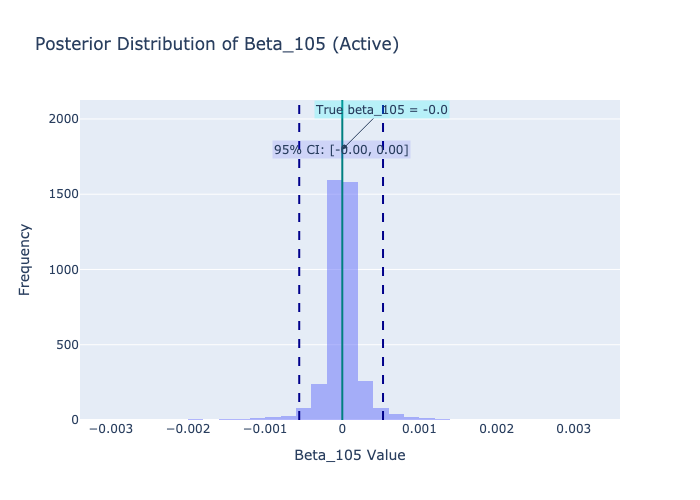 Posterior Distribution of Beta_105 (Active)
True beta_105 = -0.0
95% CI: [-0.00, 0.00]
2000
1500
1000
500
0
Frequency
−0.003
−0.002
−0.001
0
0.001
0.002
0.003
Beta_105 Value